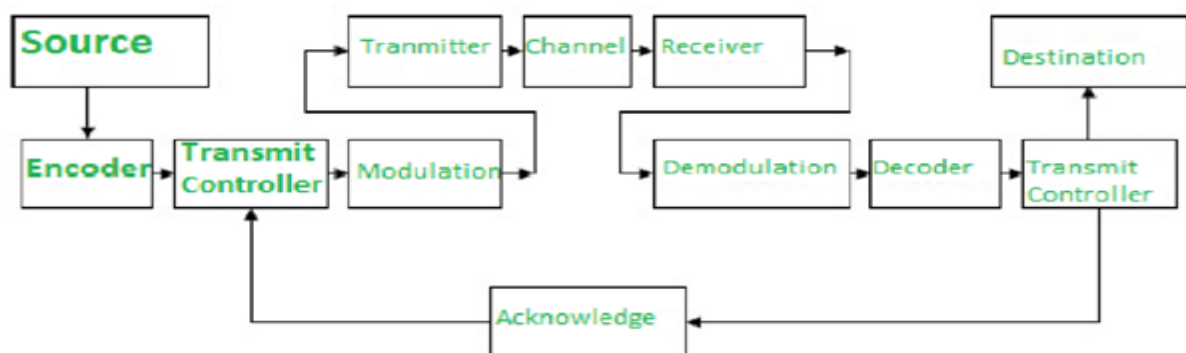 Source
Tranmitter
Channel
Receiver
Destination
Encoder
Transmit
Controller
Modulation
Demodulation
Decoder
Transmit
Controller
Acknowledge